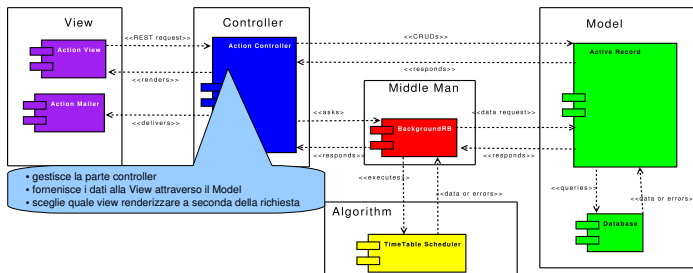 View
Controller
Model
<<REST request>>
Action View
Action Controller
<<CRUDs>>
Active Record
<<renders>>
<<responds>>
Middle Man
Action Mailer
<<asks>>
<<data request>>
<<delivers>>
BackgroundRB
<<responds>>
<<responds>>
• gestisce la parte controller
• fornisce i dati alla View attraverso il Model
• sceglie quale view renderizzare a seconda della richiesta
<<executes>>
<<data or errors>>
<<queries>>
<<data or errors>>
Algorithm
Database
TimeTable Scheduler